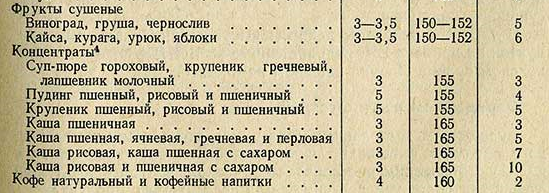 Фрукты сушеные
Виноград, груша, чернослив . . . . . . . 3—3,5 150—152 5
Кайса, курага, урюк, яблоки . . . . . . . 3—3,5 150—152 6
Концентраты⁴
Суп-пюре гороховый, крупеник гречневый,
лапшевник молочный . . . . . . . . . 3 155 3
Пудинг пшенный, рисовый и пшеничный . . . 5 155 4
Крупеник пшенный, рисовый и пшеничный . . 5 155 5
Каша пшеничная . . . . . . . . . . . 3 165 3
Каша пшенная, ячневая, гречневая и перловая 3 165 5
Каша рисовая, каша пшенная с сахаром . . . 3 165 7
Каша рисовая и пшеничная с сахаром . . . . 3 165 10
Кофе натуральный и кофейные напитки . . . . 4 160 2